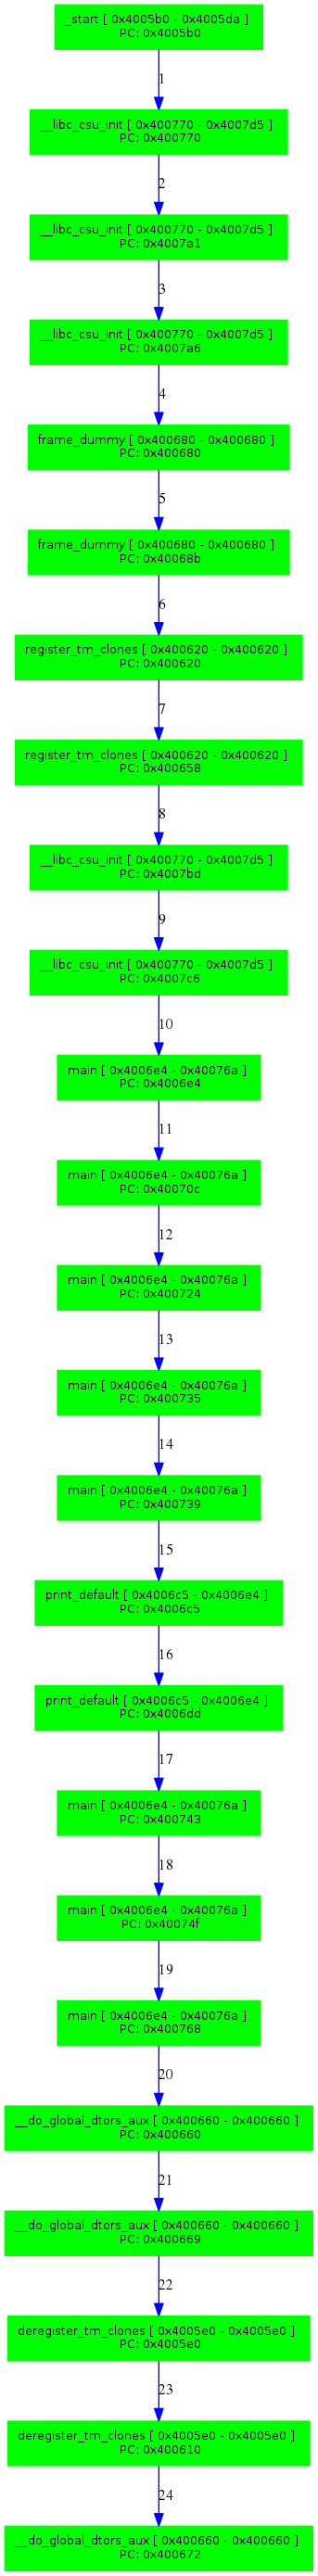 _start [ 0x4005b0 - 0x4005da ]
PC: 0x4005b0
1
__libc_csu_init [ 0x400770 - 0x4007d5 ]
PC: 0x400770
2
__libc_csu_init [ 0x400770 - 0x4007d5 ]
PC: 0x4007a1
3
__libc_csu_init [ 0x400770 - 0x4007d5 ]
PC: 0x4007a6
4
frame_dummy [ 0x400680 - 0x400680 ]
PC: 0x400680
5
frame_dummy [ 0x400680 - 0x400680 ]
PC: 0x40068b
6
register_tm_clones [ 0x400620 - 0x400620 ]
PC: 0x400620
7
register_tm_clones [ 0x400620 - 0x400620 ]
PC: 0x400658
8
__libc_csu_init [ 0x400770 - 0x4007d5 ]
PC: 0x4007bd
9
__libc_csu_init [ 0x400770 - 0x4007d5 ]
PC: 0x4007c6
10
main [ 0x4006e4 - 0x40076a ]
PC: 0x4006e4
11
main [ 0x4006e4 - 0x40076a ]
PC: 0x40070c
12
main [ 0x4006e4 - 0x40076a ]
PC: 0x400724
13
main [ 0x4006e4 - 0x40076a ]
PC: 0x400735
14
main [ 0x4006e4 - 0x40076a ]
PC: 0x400739
15
print_default [ 0x4006c5 - 0x4006e4 ]
PC: 0x4006c5
16
print_default [ 0x4006c5 - 0x4006e4 ]
PC: 0x4006dd
17
main [ 0x4006e4 - 0x40076a ]
PC: 0x400743
18
main [ 0x4006e4 - 0x40076a ]
PC: 0x40074f
19
main [ 0x4006e4 - 0x40076a ]
PC: 0x400768
20
__do_global_dtors_aux [ 0x400660 - 0x400660 ]
PC: 0x400660
21
__do_global_dtors_aux [ 0x400660 - 0x400660 ]
PC: 0x400669
22
deregister_tm_clones [ 0x4005e0 - 0x4005e0 ]
PC: 0x4005e0
23
deregister_tm_clones [ 0x4005e0 - 0x4005e0 ]
PC: 0x400610
24
__do_global_dtors_aux [ 0x400660 - 0x400660 ]
PC: 0x400672